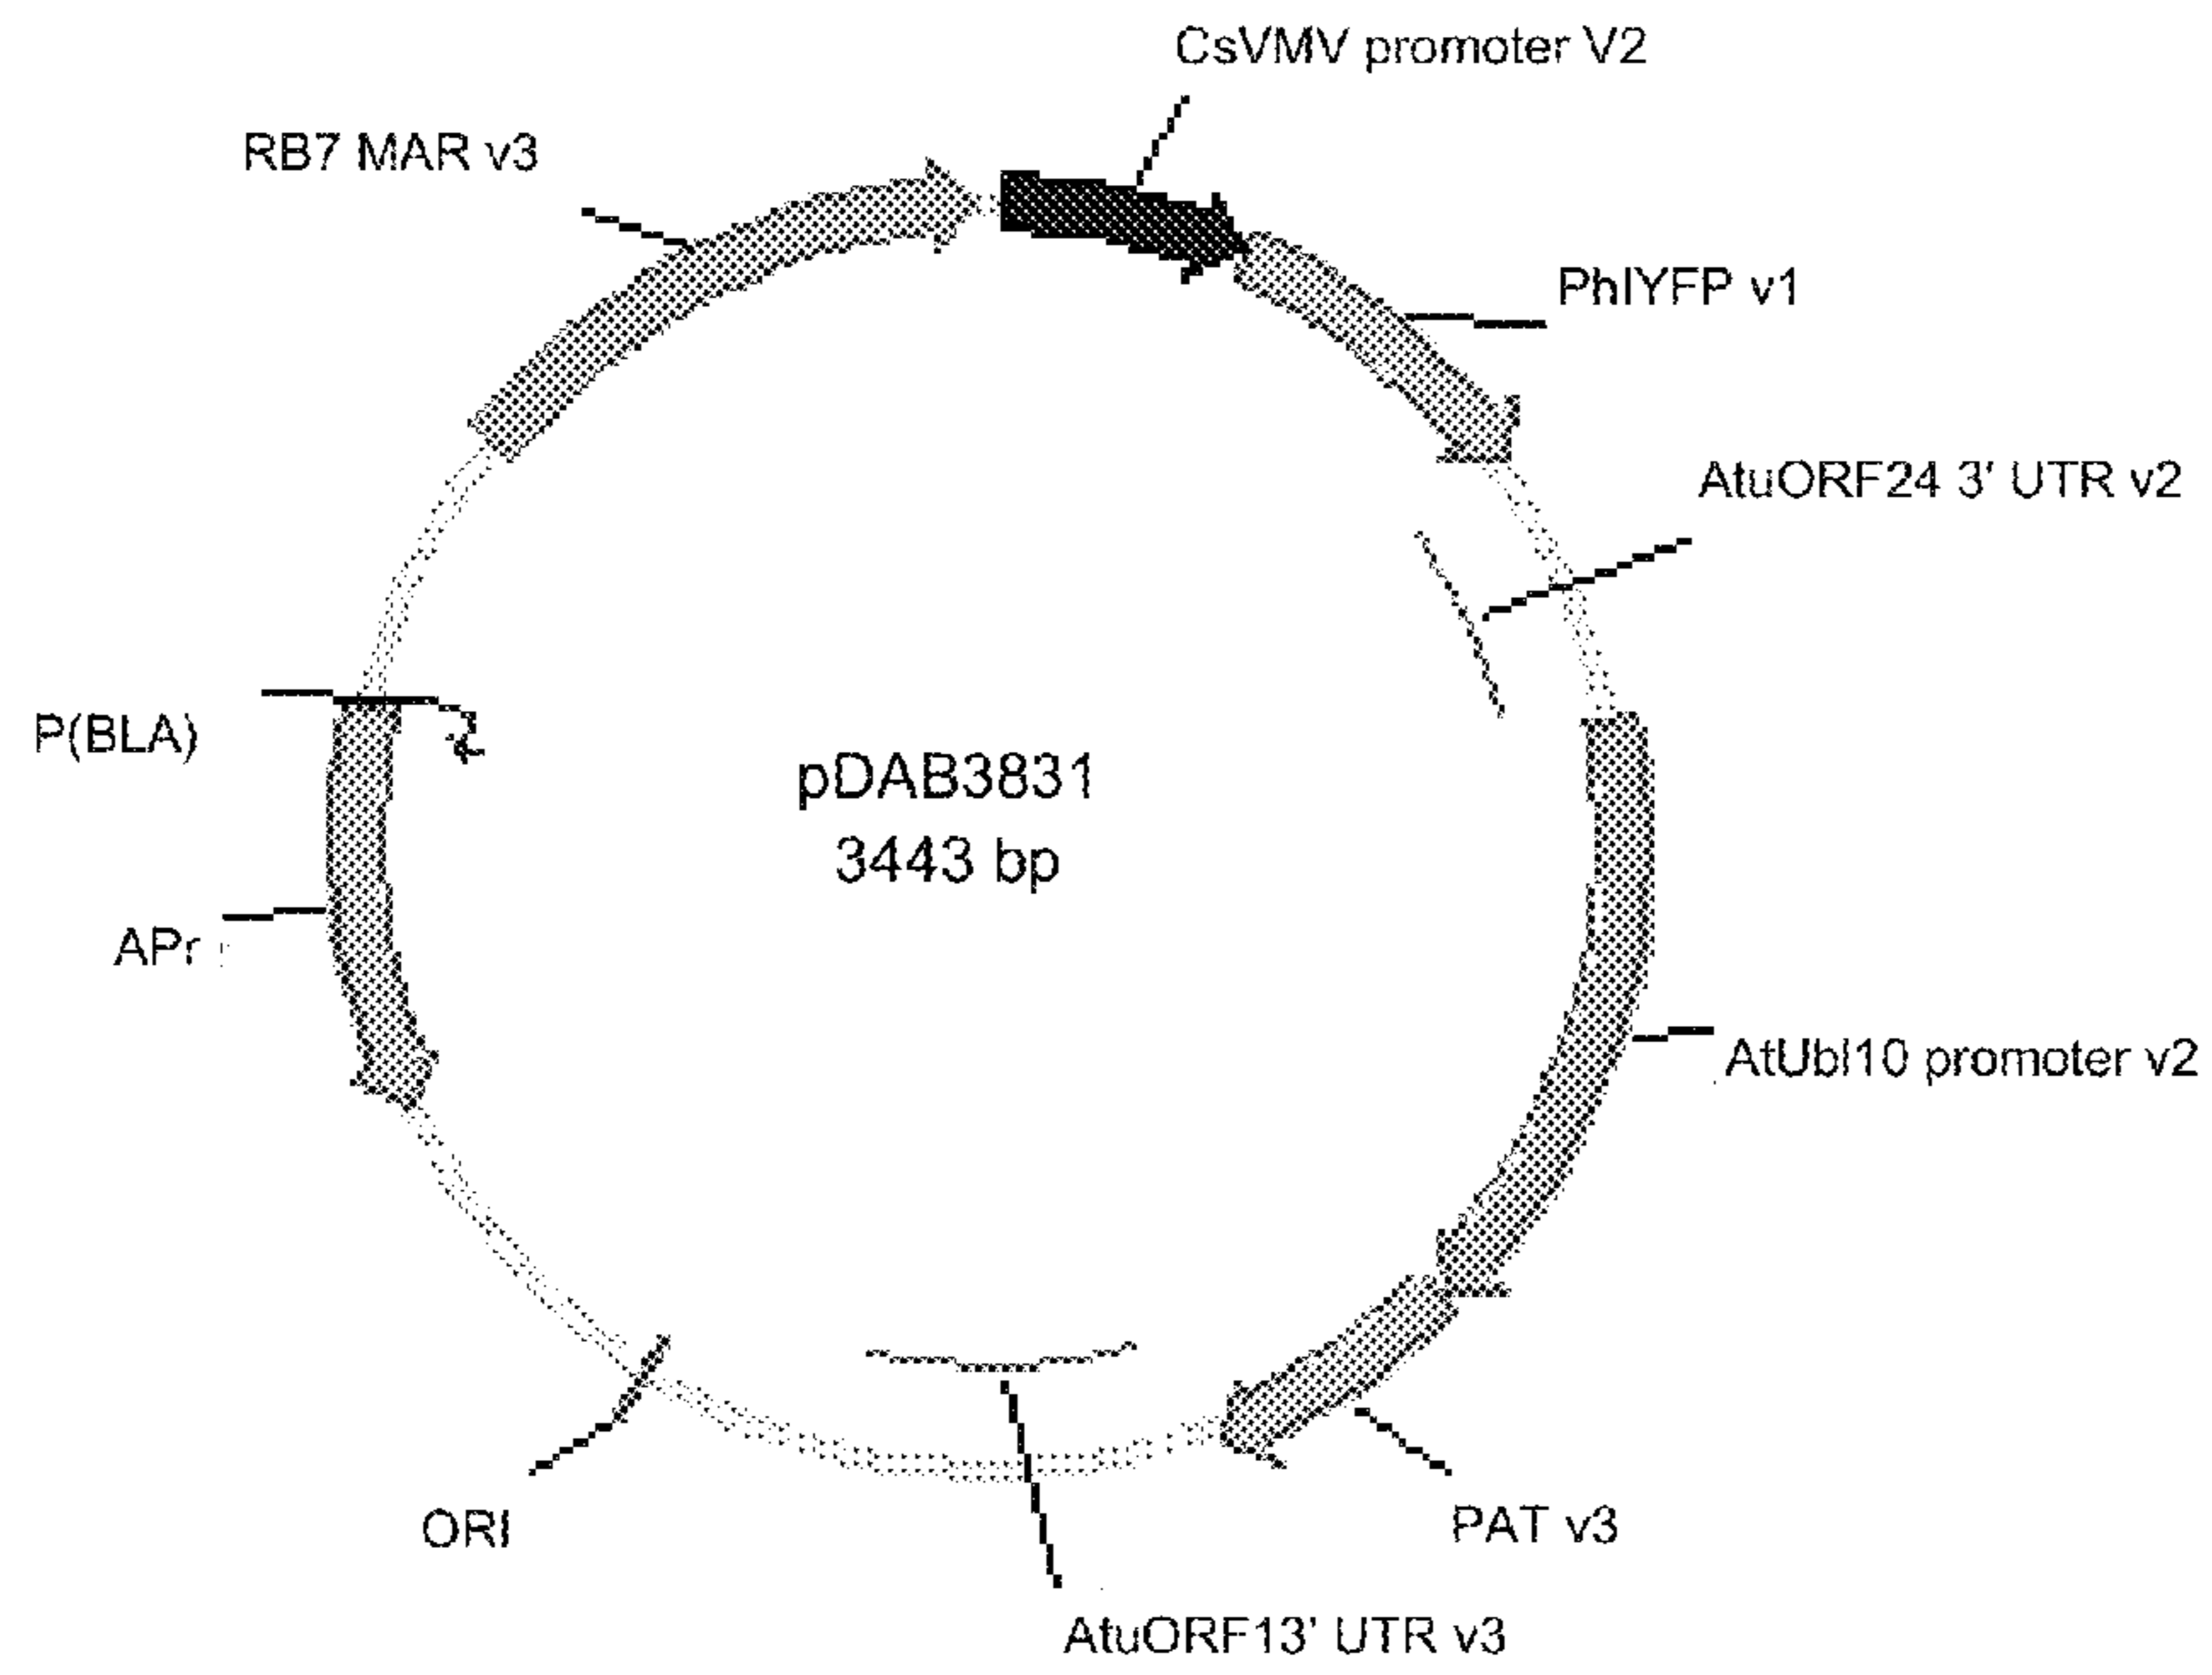 CsVMV promoter V2
RB7 MAR v3
PhIYFP v1
AtuORF24 3' UTR v2
P(BLA)
pDAB3831
3443 bp
APr
AtUbI10 promoter v2
ORI
PAT v3
AtuORF13' UTR v3